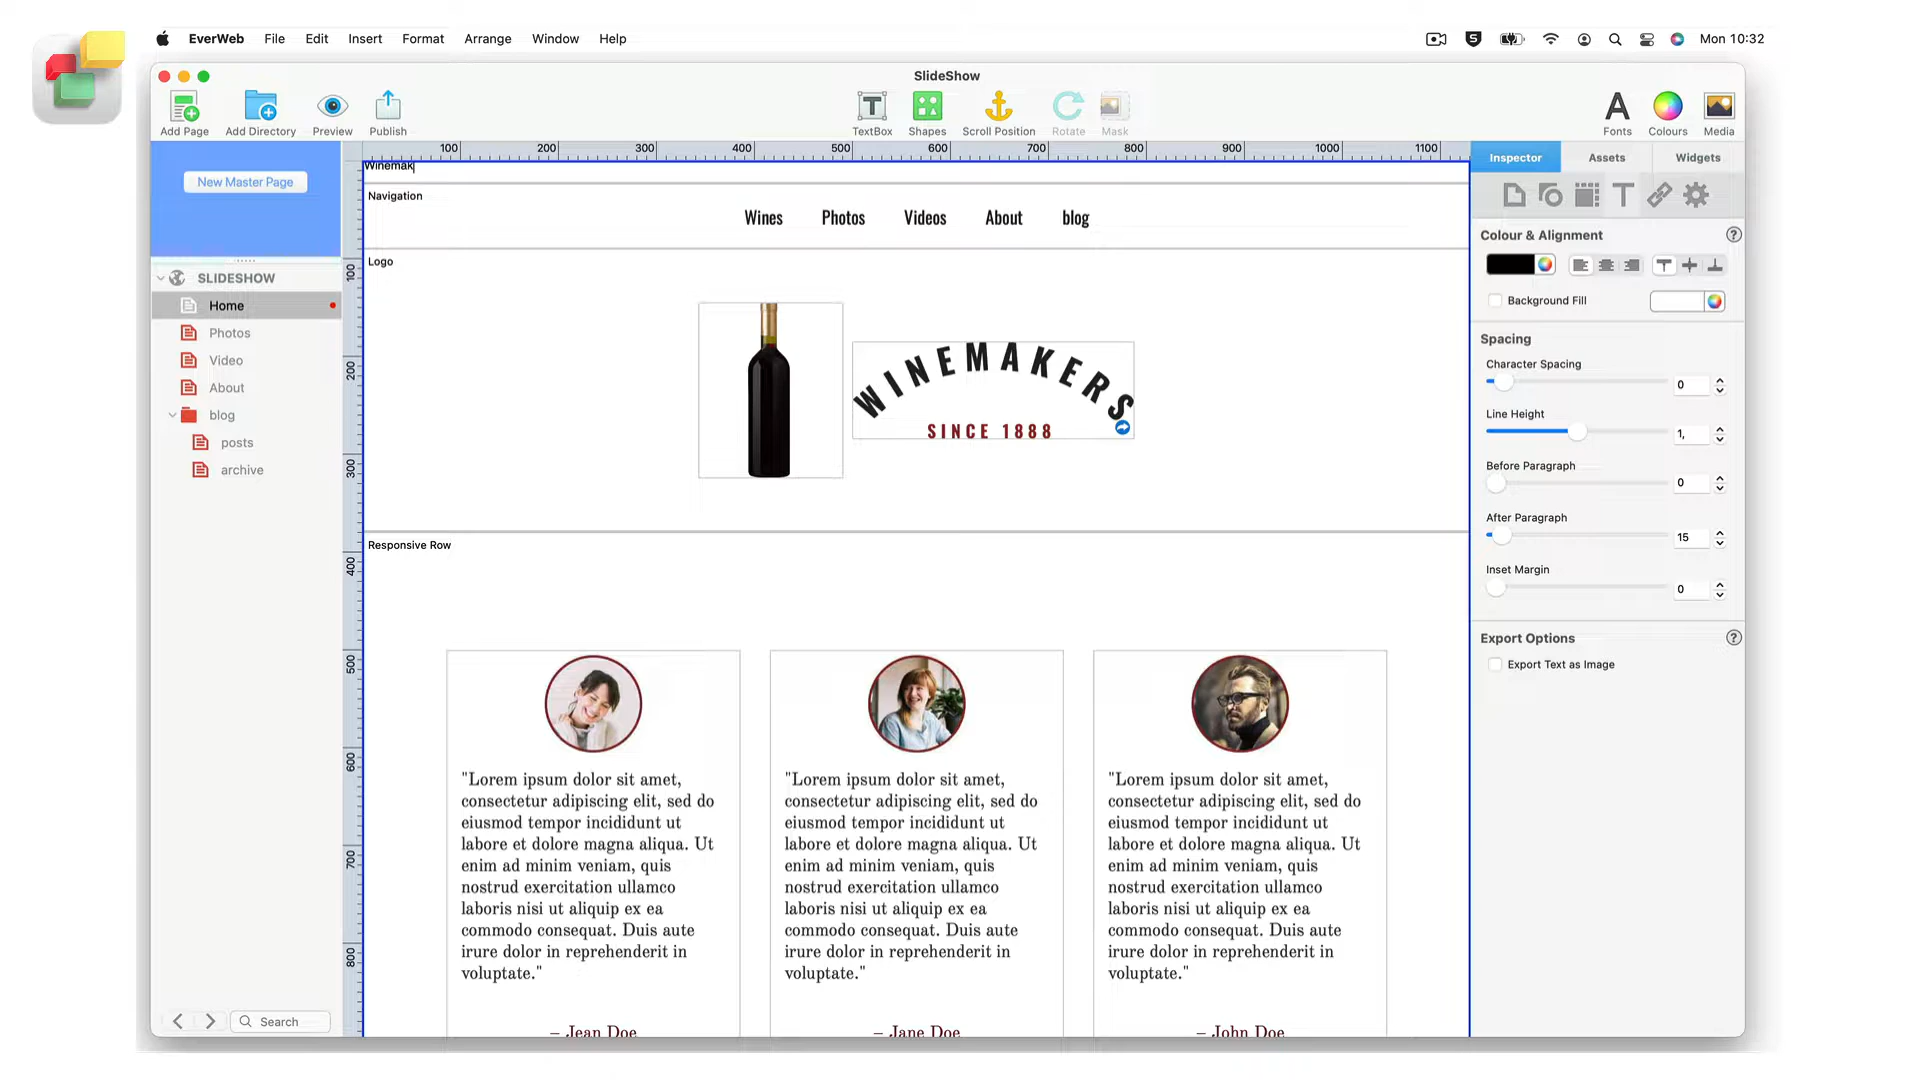 EverWeb File Edit Insert Format Arrange Window Help
Mon 10:32
SlideShow
Add Page Add Directory Preview Publish
TextBox Shapes Scroll Position Rotate Mask
Fonts Colours Media
New Master Page
SLIDESHOW
Home
Photos
Video
About
blog
posts
archive
Search
100 200 300 400 500 600 700 800 900 1000 1100
100
200
300
400
500
600
700
800
Winemak
Navigation
Wines Photos Videos About blog
Logo
WINEMAKERS
SINCE 1888
Responsive Row
"Lorem ipsum dolor sit amet,
consectetur adipiscing elit, sed do
eiusmod tempor incididunt ut
labore et dolore magna aliqua. Ut
enim ad minim veniam, quis
nostrud exercitation ullamco
laboris nisi ut aliquip ex ea
commodo consequat. Duis aute
irure dolor in reprehenderit in
voluptate."
– Jean Doe
"Lorem ipsum dolor sit amet,
consectetur adipiscing elit, sed do
eiusmod tempor incididunt ut
labore et dolore magna aliqua. Ut
enim ad minim veniam, quis
nostrud exercitation ullamco
laboris nisi ut aliquip ex ea
commodo consequat. Duis aute
irure dolor in reprehenderit in
voluptate."
– Jane Doe
"Lorem ipsum dolor sit amet,
consectetur adipiscing elit, sed do
eiusmod tempor incididunt ut
labore et dolore magna aliqua. Ut
enim ad minim veniam, quis
nostrud exercitation ullamco
laboris nisi ut aliquip ex ea
commodo consequat. Duis aute
irure dolor in reprehenderit in
voluptate."
– John Doe
Inspector Assets Widgets
Colour & Alignment ?
Background Fill
Spacing
Character Spacing
0
Line Height
1,
Before Paragraph
0
After Paragraph
15
Inset Margin
0
Export Options ?
Export Text as Image